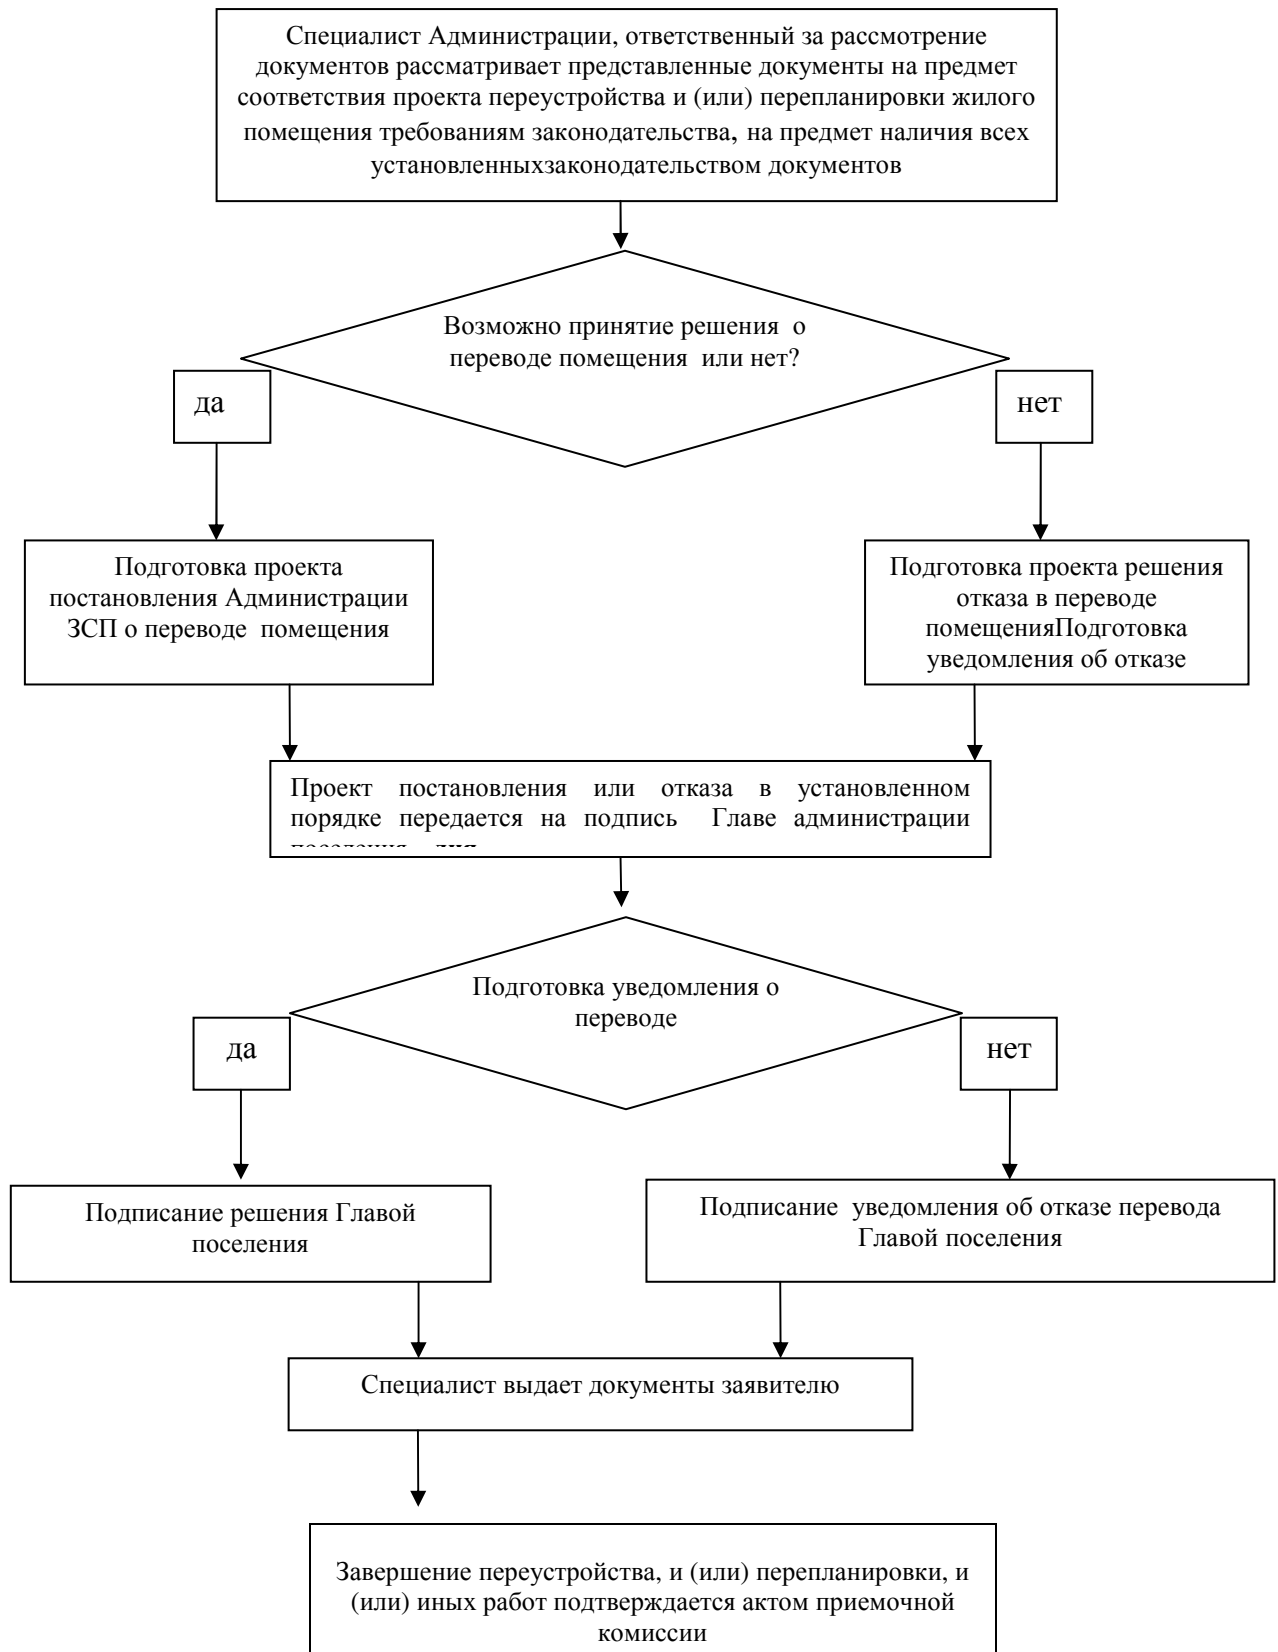 Специалист Администрации, ответственный за рассмотрение
документов рассматривает представленные документы на предмет
соответствия проекта переустройства и (или) перепланировки жилого
помещения требованиям законодательства, на предмет наличия всех
установленныхзаконодательством документов
Возможно принятие решения о
переводе помещения или нет?
да
нет
Подготовка проекта
постановления Администрации
ЗСП о переводе помещения
Подготовка проекта решения
отказа в переводе
помещенияПодготовка
уведомления об отказе
Проект постановления или отказа в установленном
порядке передается на подпись Главе администрации
Подготовка уведомления о
переводе
да
нет
Подписание решения Главой
поселения
Подписание уведомления об отказе перевода
Главой поселения
Специалист выдает документы заявителю
Завершение переустройства, и (или) перепланировки, и
(или) иных работ подтверждается актом приемочной
комиссии